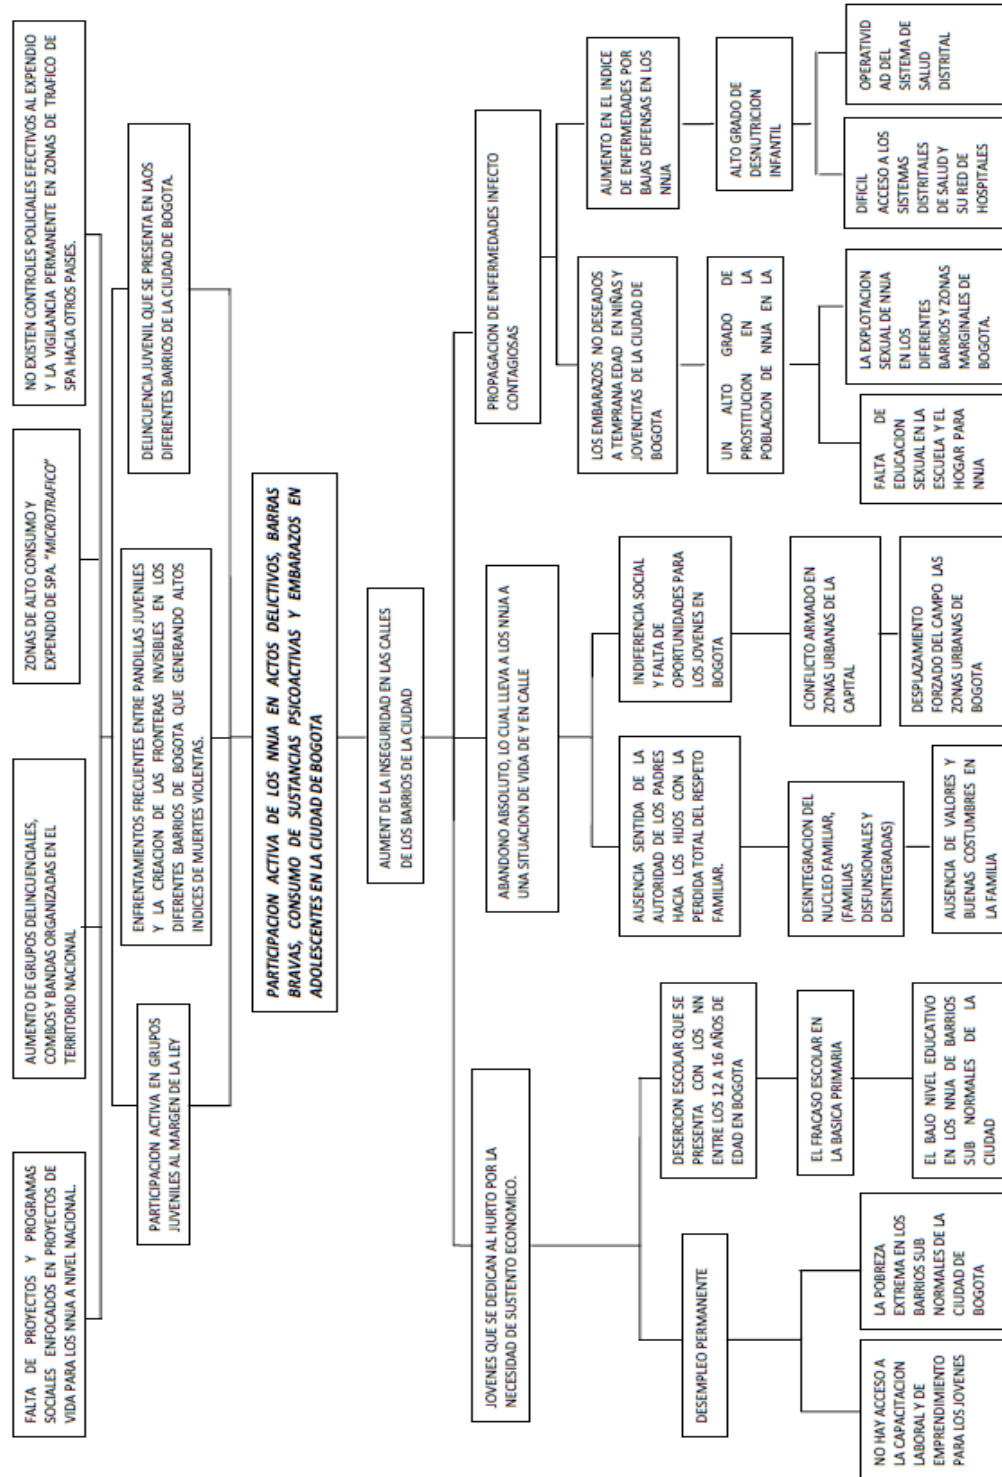 FALTA DE PROYECTOS Y PROGRAMAS
SOCIALES ENFOCADOS EN PROYECTOS DE
VIDA PARA LOS NNJA A NIVEL NACIONAL.
AUMENTO DE GRUPOS DELINCUENCIALES,
COMBOS Y BANDAS ORGANIZADAS EN EL
TERRITORIO NACIONAL
ZONAS DE ALTO CONSUMO Y
EXPENDIO DE SPA. "MICROTRAFICO"
NO EXISTEN CONTROLES POLICIALES EFECTIVOS AL EXPENDIO
Y LA VIGILANCIA PERMANENTE EN ZONAS DE TRAFICO DE
SPA HACIA OTROS PAISES.
PARTICIPACION ACTIVA EN GRUPOS
JUVENILES AL MARGEN DE LA LEY
ENFRENTAMIENTOS FRECUENTES ENTRE PANDILLAS JUVENILES
Y LA CREACION DE LAS FRONTERAS INVISIBLES EN LOS
DIFERENTES BARRIOS DE BOGOTA QUE GENERANDO ALTOS
INDICES DE MUERTES VIOLENTAS.
DELINCUENCIA JUVENIL QUE SE PRESENTA EN LAOS
DIFERENTES BARRIOS DE LA CIUDAD DE BOGOTA.
PARTICIPACION ACTIVA DE LOS NNJA EN ACTOS DELICTIVOS, BARRAS
BRAVAS, CONSUMO DE SUSTANCIAS PSICOACTIVAS Y EMBARAZOS EN
ADOLESCENTES EN LA CIUDAD DE BOGOTA
AUMENT DE LA INSEGURIDAD EN LAS CALLES
DE LOS BARRIOS DE LA CIUDAD
JOVENES QUE SE DEDICAN AL HURTO POR LA
NECESIDAD DE SUSTENTO ECONOMICO.
ABANDONO ABSOLUTO, LO CUAL LLEVA A LOS NNJA A
UNA SITUACION DE VIDA DE Y EN CALLE
PROPAGACION DE ENFERMEDADES INFECTO
CONTAGIOSAS
DESEMPLEO PERMANENTE
DESERCION ESCOLAR QUE SE
PRESENTA CON LOS NN
ENTRE LOS 12 A 16 AÑOS DE
EDAD EN BOGOTA
AUSENCIA SENTIDA DE LA
AUTORIDAD DE LOS PADRES
HACIA LOS HIJOS CON LA
PERDIDA TOTAL DEL RESPETO
FAMILIAR.
INDIFERENCIA SOCIAL
Y FALTA DE
OPORTUNIDADES PARA
LOS JOVENES EN
BOGOTA
LOS EMBARAZOS NO DESEADOS
A TEMPRANA EDAD EN NIÑAS Y
JOVENCITAS DE LA CIUDAD DE
BOGOTA
AUMENTO EN EL INDICE
DE ENFERMEDADES POR
BAJAS DEFENSAS EN LOS
NNJA
EL FRACASO ESCOLAR EN
LA BASICA PRIMARIA
DESINTEGRACION DEL
NUCLEO FAMILIAR,
(FAMILIAS
DISFUNSIONALES Y
DESINTEGRADAS)
CONFLICTO ARMADO EN
ZONAS URBANAS DE LA
CAPITAL
UN ALTO GRADO DE
PROSTITUCION EN LA
POBLACION DE NNJA EN LA
ALTO GRADO DE
DESNUTRICION
INFANTIL
NO HAY ACCESO A
LA CAPACITACION
LABORAL Y DE
EMPRENDIMIENTO
PARA LOS JOVENES
LA POBREZA
EXTREMA EN LOS
BARRIOS SUB
NORMALES DE LA
CIUDAD DE
BOGOTA
EL BAJO NIVEL EDUCATIVO
EN LOS NNJA DE BARRIOS
SUB NORMALES DE LA
CIUDAD
AUSENCIA DE VALORES Y
BUENAS COSTUMBRES EN
LA FAMILIA
DESPLAZAMIENTO
FORZADO DEL CAMPO LAS
ZONAS URBANAS DE
BOGOTA
FALTA DE
EDUCACION
SEXUAL EN LA
ESCUELA Y EL
HOGAR PARA
NNJA
LA EXPLOTACION
SEXUAL DE NNJA
EN LOS
DIFERENTES
BARRIOS Y ZONAS
MARGINALES DE
BOGOTA.
DIFICIL
ACCESO A LOS
SISTEMAS
DISTRITALES
DE SALUD Y
SU RED DE
HOSPITALES
OPERATIVID
AD DEL
SISTEMA DE
SALUD
DISTRITAL